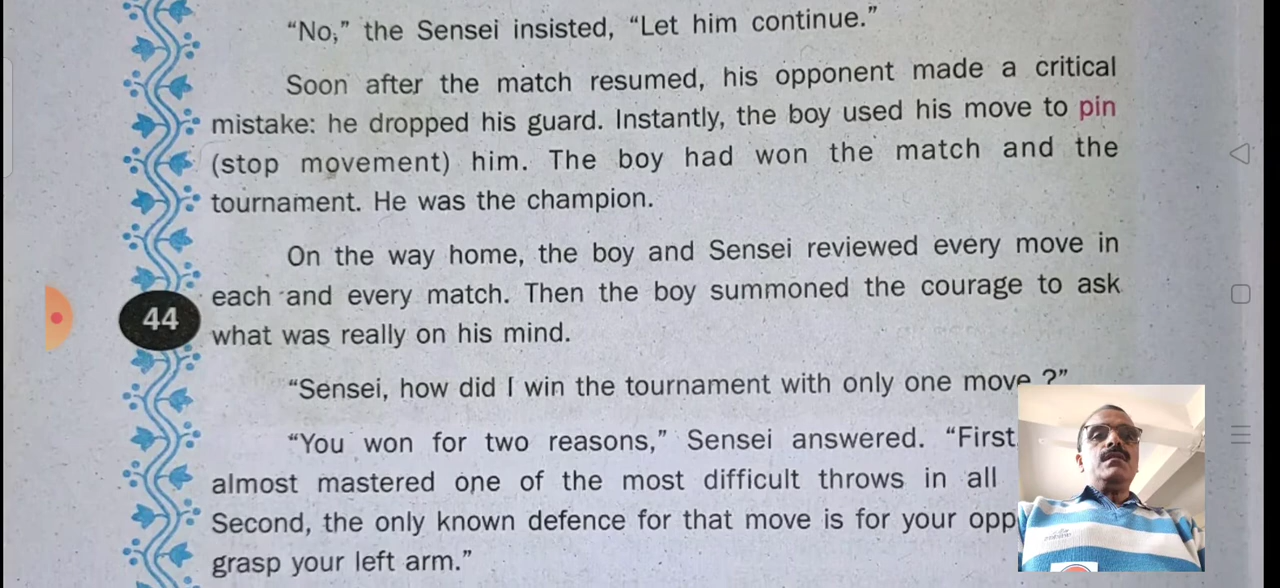 “No,” the Sensei insisted, “Let him continue.”
Soon after the match resumed, his opponent made a critical
mistake: he dropped his guard. Instantly, the boy used his move to pin
(stop movement) him. The boy had won the match and the
tournament. He was the champion.
On the way home, the boy and Sensei reviewed every move in
each and every match. Then the boy summoned the courage to ask
44
what was really on his mind.
“Sensei, how did I win the tournament with only one move ?”
“You won for two reasons,” Sensei answered. “First
almost mastered one of the most difficult throws in all
Second, the only known defence for that move is for your opp
grasp your left arm.”